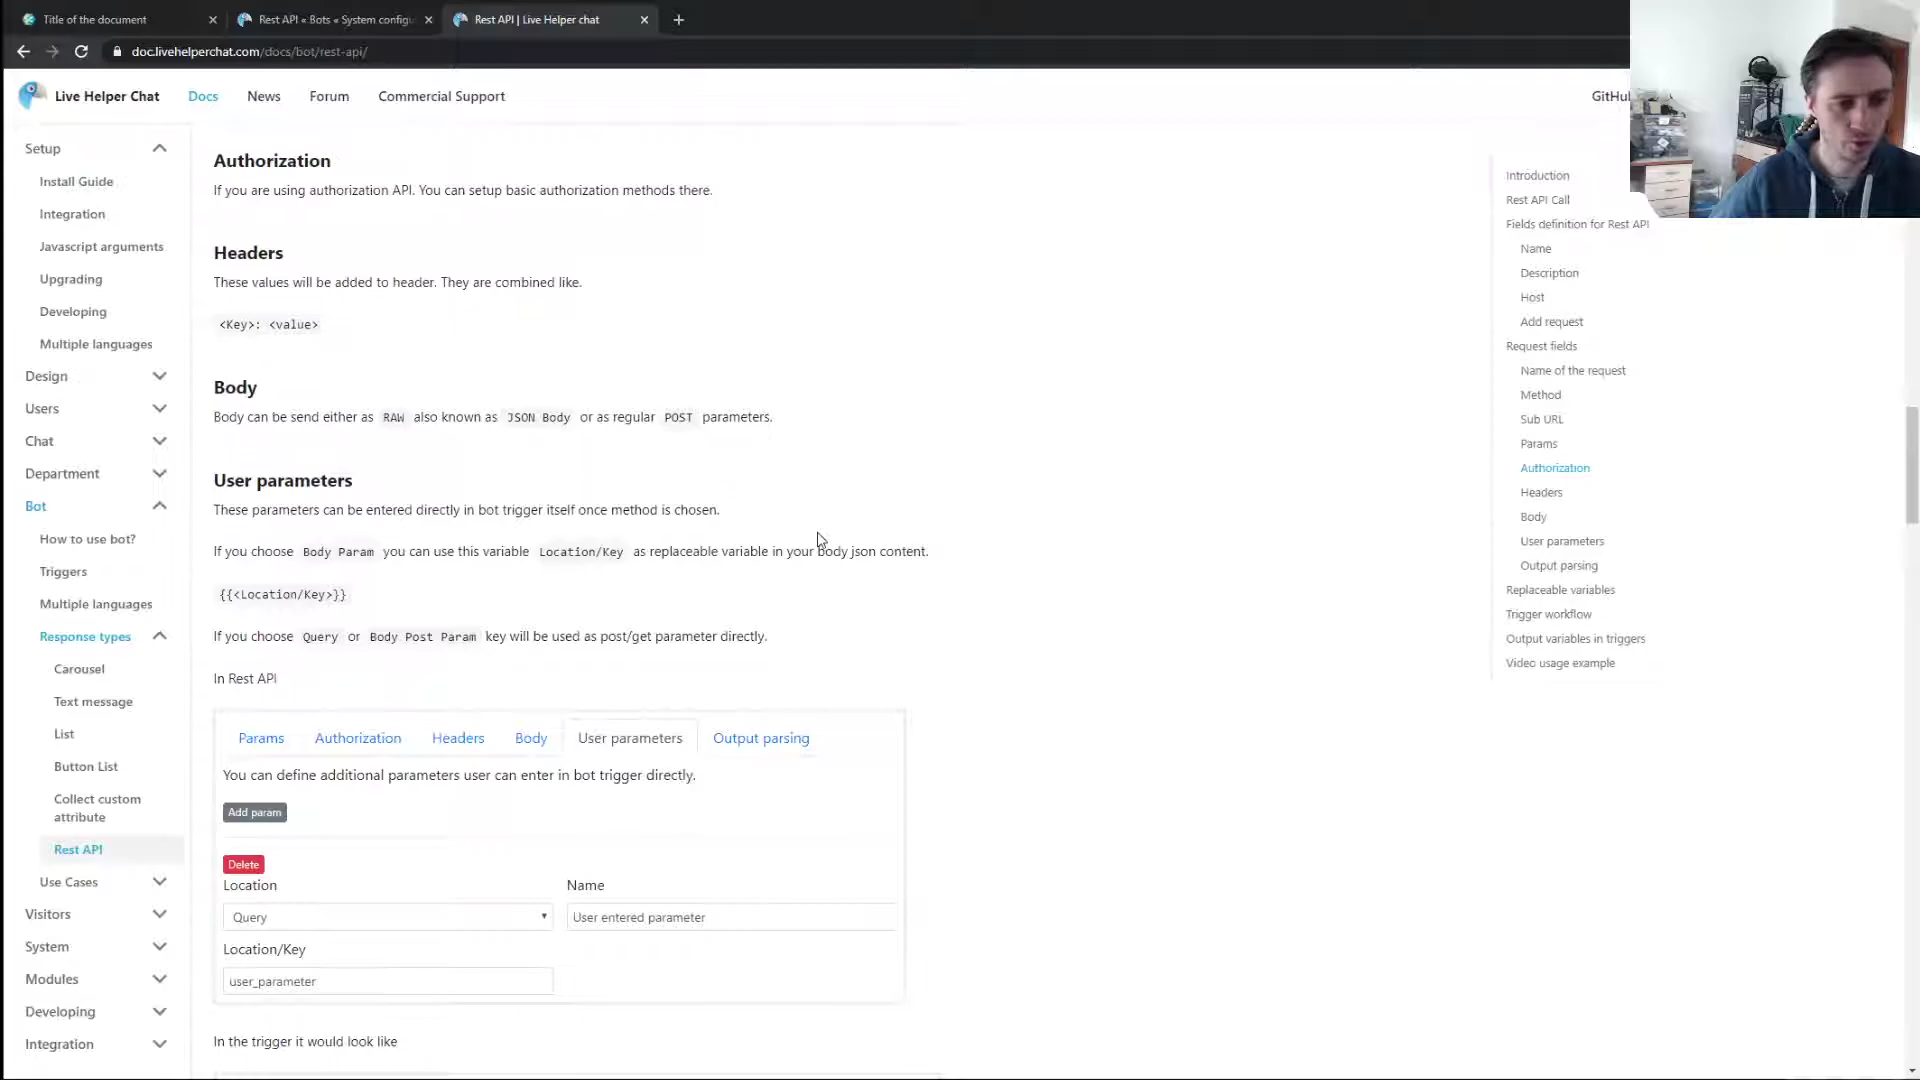 Title of the document
Rest API « Bots « System configu
Rest API | Live Helper chat
doc.livehelperchat.com/docs/bot/rest-api/
Live Helper Chat
Docs
News
Forum
Commercial Support
GitHu
Setup
Install Guide
Integration
Javascript arguments
Upgrading
Developing
Multiple languages
Design
Users
Chat
Department
Bot
How to use bot?
Triggers
Multiple languages
Response types
Carousel
Text message
List
Button List
Collect custom
attribute
Rest API
Use Cases
Visitors
System
Modules
Developing
Integration
Authorization
If you are using authorization API. You can setup basic authorization methods there.
Headers
These values will be added to header. They are combined like.
<Key>: <value>
Body
Body can be send either as RAW also known as JSON Body or as regular POST parameters.
User parameters
These parameters can be entered directly in bot trigger itself once method is chosen.
If you choose Body Param you can use this variable Location/Key as replaceable variable in your body json content.
{{<Location/Key>}}
If you choose Query or Body Post Param key will be used as post/get parameter directly.
In Rest API
Params Authorization Headers Body User parameters Output parsing
You can define additional parameters user can enter in bot trigger directly.
Add param
Delete
Location
Name
Query
User entered parameter
Location/Key
user_parameter
In the trigger it would look like
Introduction
Rest API Call
Fields definition for Rest API
Name
Description
Host
Add request
Request fields
Name of the request
Method
Sub URL
Params
Authorization
Headers
Body
User parameters
Output parsing
Replaceable variables
Trigger workflow
Output variables in triggers
Video usage example